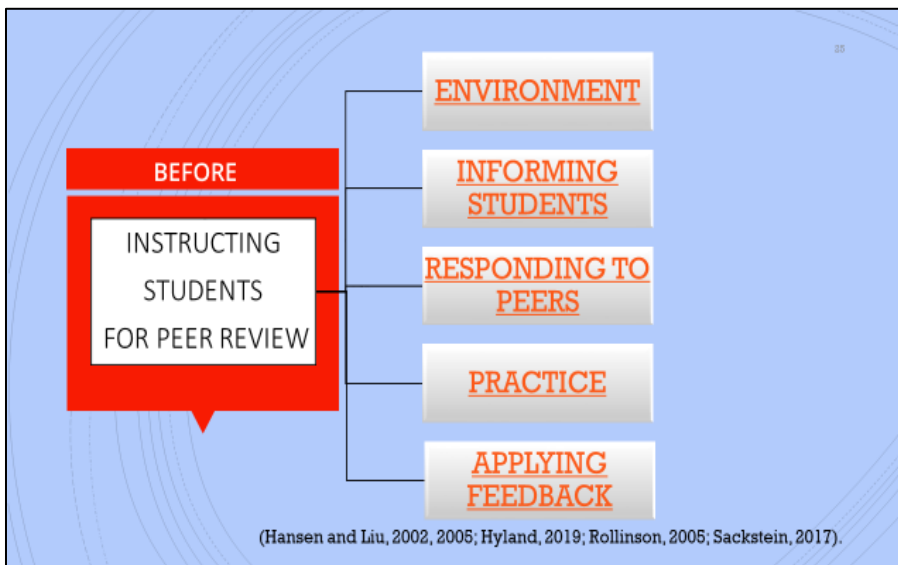 25
BEFORE
INSTRUCTING
STUDENTS
FOR PEER REVIEW
ENVIRONMENT
INFORMING
STUDENTS
RESPONDING TO
PEERS
PRACTICE
APPLYING
FEEDBACK
(Hansen and Liu, 2002, 2005; Hyland, 2019; Rollinson, 2005; Sackstein, 2017).